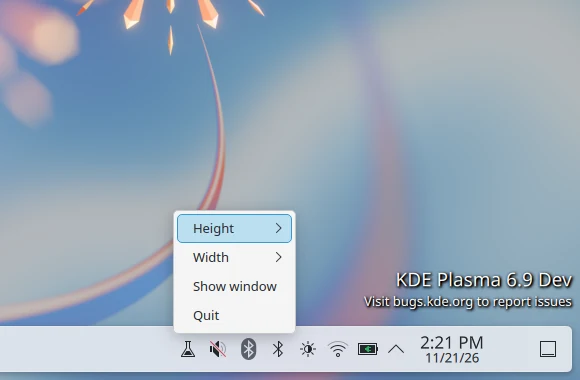 Height
Width
Show window
Quit
KDE Plasma 6.9 Dev
Visit bugs.kde.org to report issues
2:21 PM
11/21/26